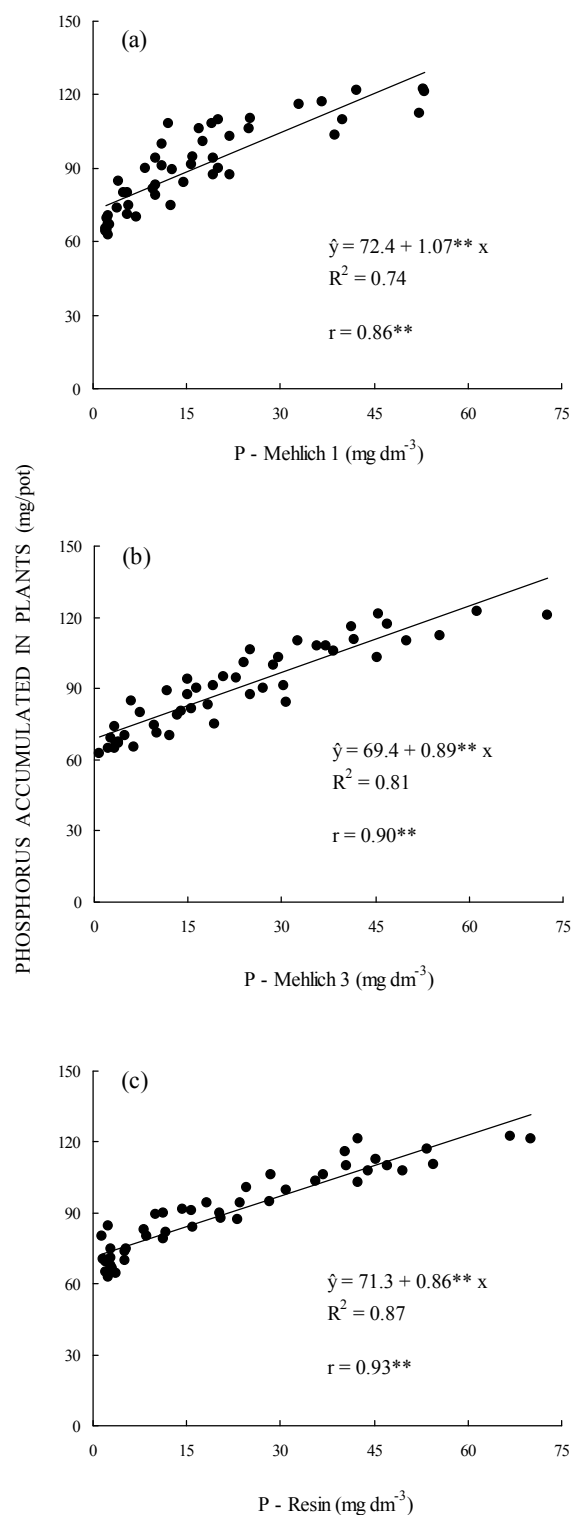 PHOSPHORUS ACCUMULATED IN PLANTS (mg/pot)
(a)
150
120
90
60
30
0
0 15 30 45 60 75
ŷ = 72.4 + 1.07** x
R² = 0.74
r = 0.86**
P - Mehlich 1 (mg dm⁻³)
(b)
150
120
90
60
30
0
0 15 30 45 60 75
ŷ = 69.4 + 0.89** x
R² = 0.81
r = 0.90**
P - Mehlich 3 (mg dm⁻³)
(c)
150
120
90
60
30
0
0 15 30 45 60 75
ŷ = 71.3 + 0.86** x
R² = 0.87
r = 0.93**
P - Resin (mg dm⁻³)